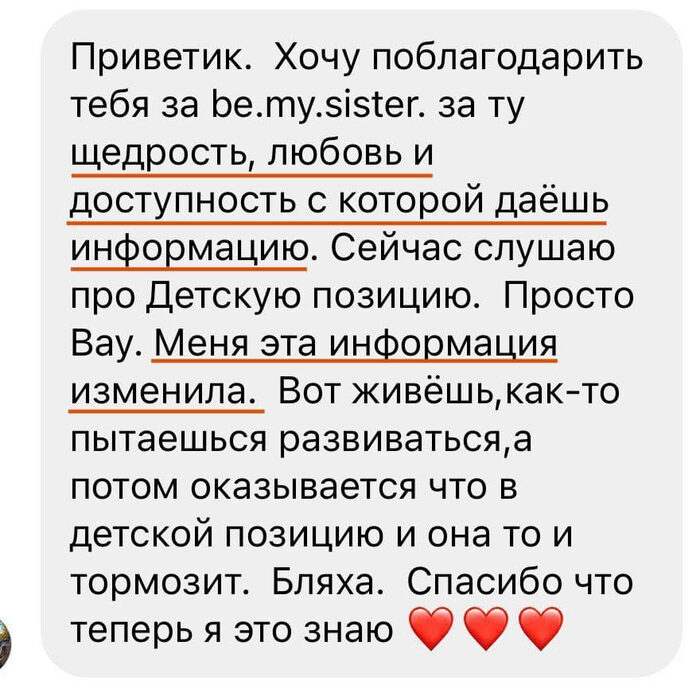 Приветик.  Хочу поблагодарить
тебя за be.my.sister. за ту
щедрость, любовь и
доступность с которой даёшь
информацию. Сейчас слушаю
про Детскую позицию.  Просто
Вау. Меня эта информация
изменила.  Вот живёшь,как-то
пытаешься развиваться,а
потом оказывается что в
детской позицию и она то и
тормозит.  Бляха.  Спасибо что
теперь я это знаю ❤️❤️❤️